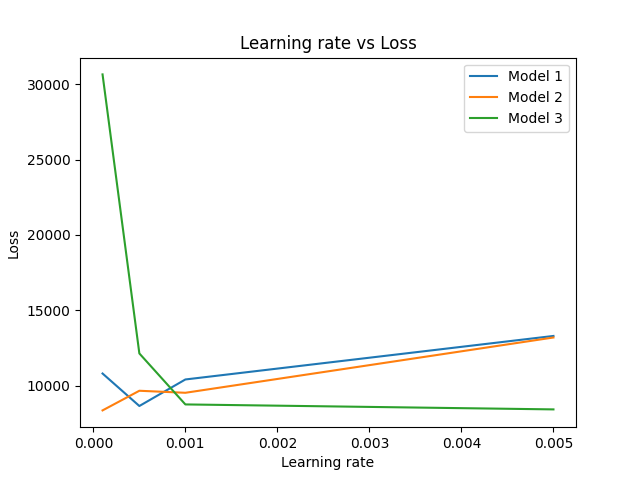 Learning rate vs Loss
Model 1
Model 2
Model 3
Loss
30000
25000
20000
15000
10000
0.000 0.001 0.002 0.003 0.004 0.005
Learning rate